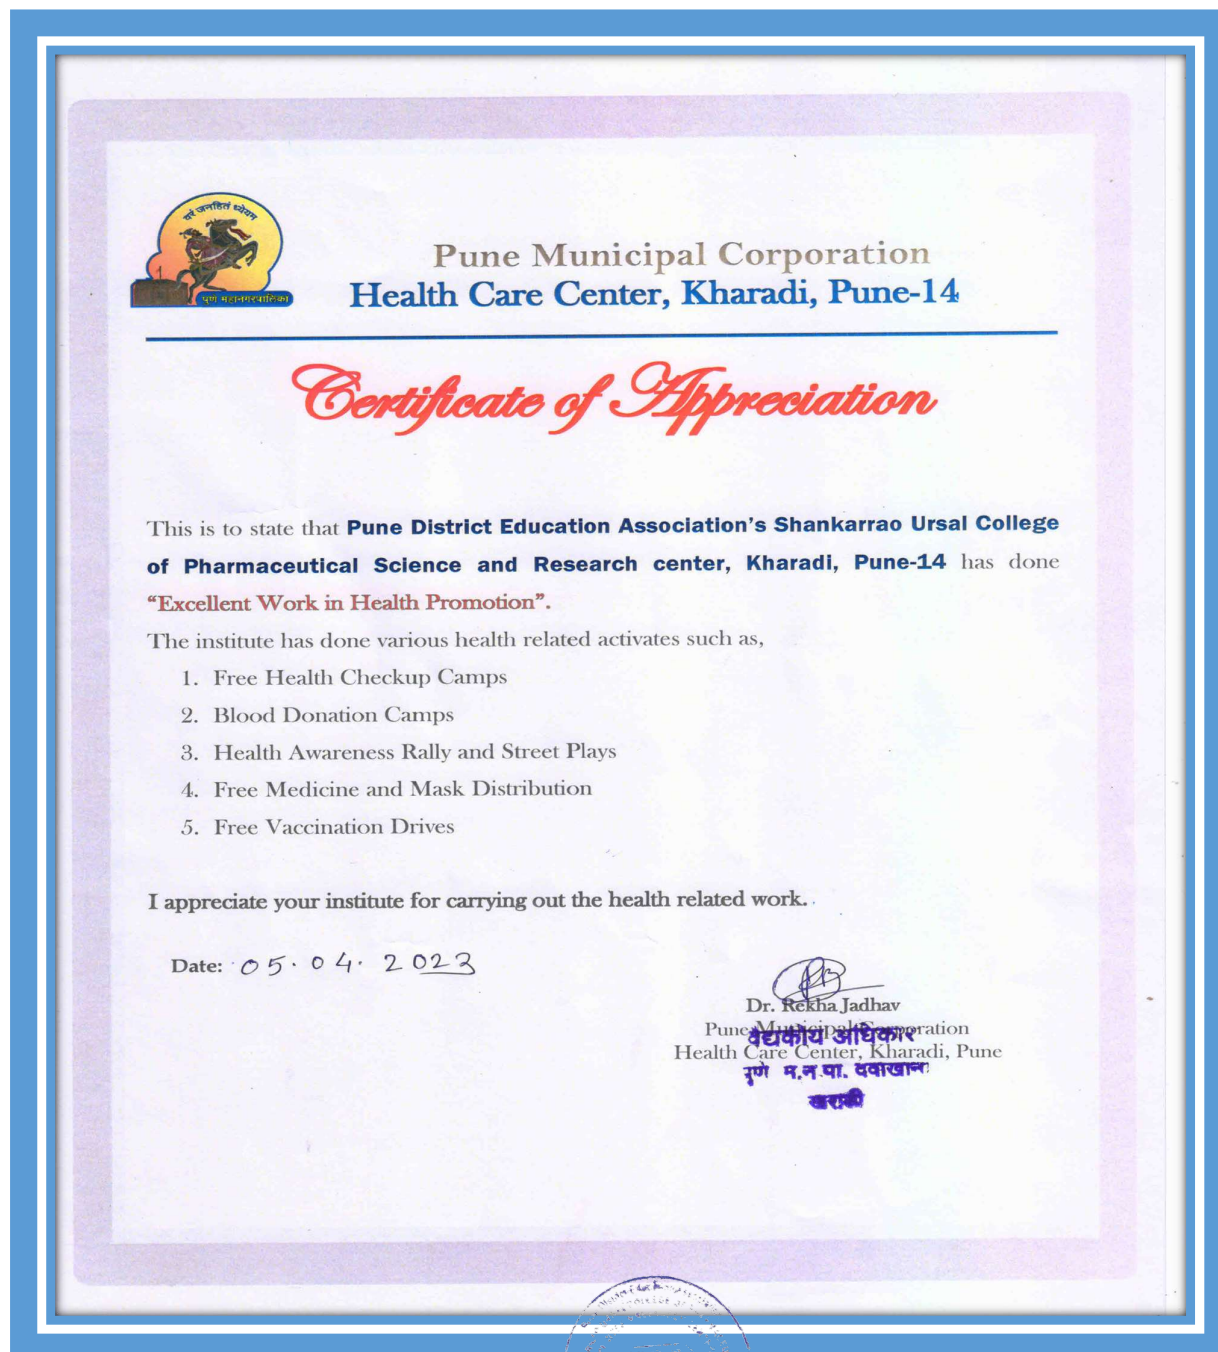 वरं जनहितं ध्येयम
पुणे महानगरपालिका
Pune Municipal Corporation
Health Care Center, Kharadi, Pune-14
Certificate of Appreciation
This is to state that Pune District Education Association's Shankarrao Ursal College
of Pharmaceutical Science and Research center, Kharadi, Pune-14 has done
“Excellent Work in Health Promotion”.
The institute has done various health related activates such as,
1. Free Health Checkup Camps
2. Blood Donation Camps
3. Health Awareness Rally and Street Plays
4. Free Medicine and Mask Distribution
5. Free Vaccination Drives
I appreciate your institute for carrying out the health related work.
Date: 05.04.2023
Dr. Rekha Jadhav
Pune Municipal Corporation
वैद्यकीय अधिकारी
Health Care Center, Kharadi, Pune
पुणे म.न.पा. दवाखाना
खराडी